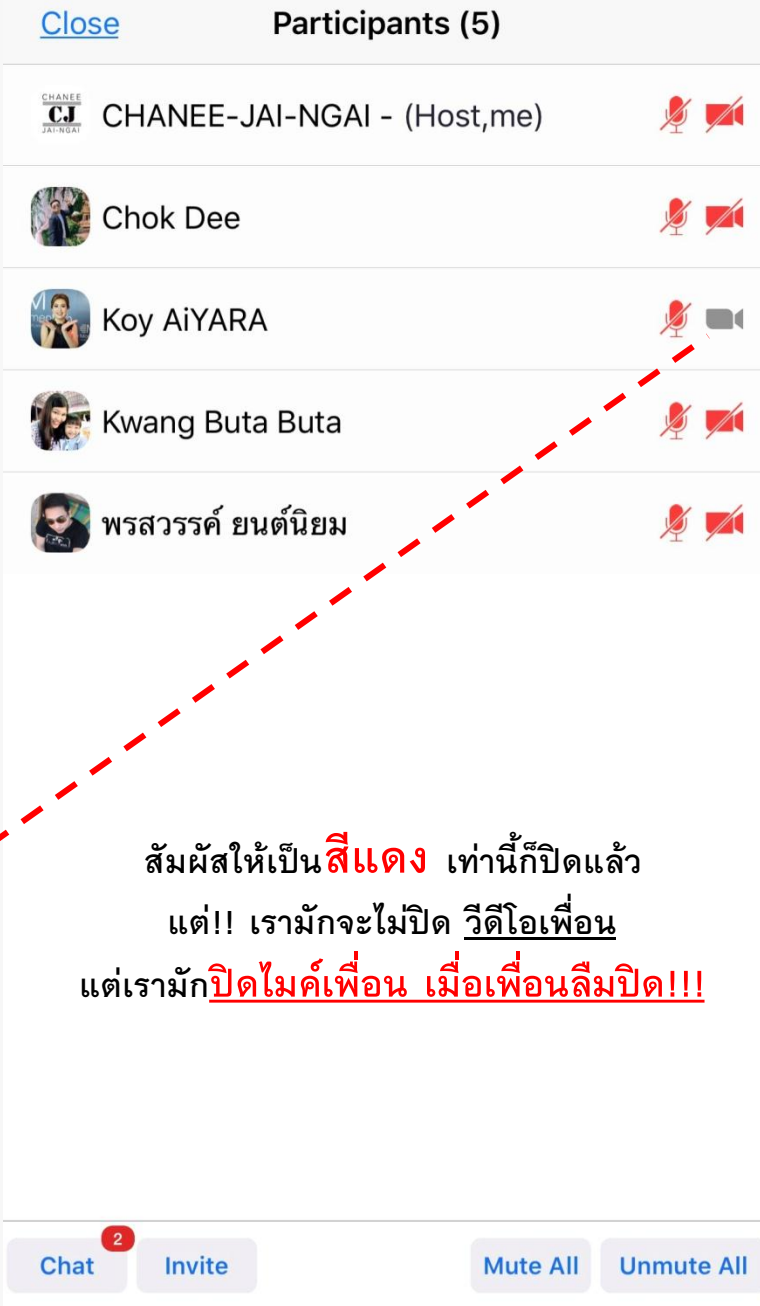 Close Participants (5)
CHANEE
CJ
JAI-NGAI
CHANEE-JAI-NGAI - (Host,me)
Chok Dee
Koy AiYARA
Kwang Buta Buta
พรสวรรค์ ยนต์นิยม
สัมผัสให้เป็นสีแดง เท่านี้ก็ปิดแล้ว
แต่!! เรามักจะไม่ปิด วีดีโอเพื่อน
แต่เรามักปิดไมค์เพื่อน เมื่อเพื่อนลืมปิด!!!
2
Chat Invite Mute All Unmute All